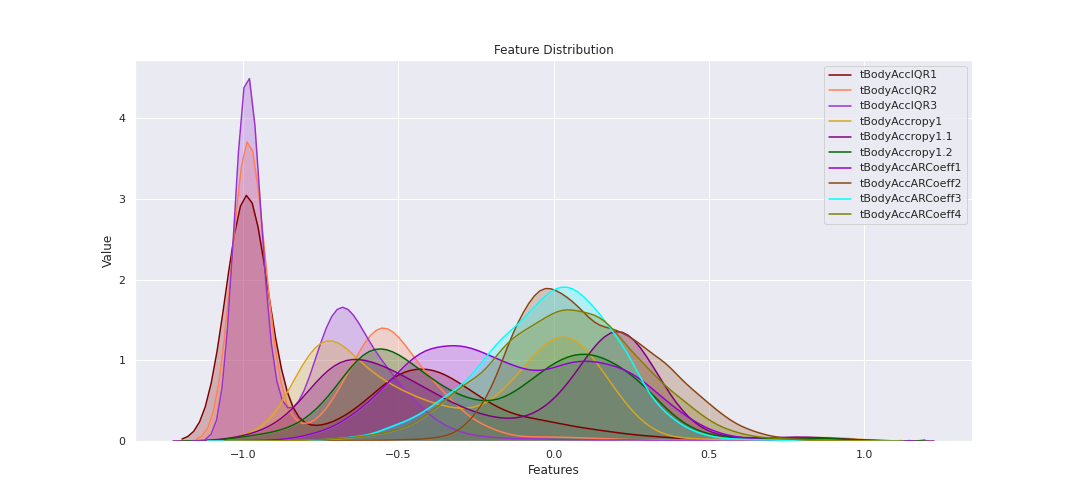 Feature Distribution
tBodyAccIQR1
tBodyAccIQR2
tBodyAccIQR3
tBodyAccropy1
tBodyAccropy1.1
tBodyAccropy1.2
tBodyAccARCoeff1
tBodyAccARCoeff2
tBodyAccARCoeff3
tBodyAccARCoeff4
Value
4
3
2
1
0
−1.0 −0.5 0.0 0.5 1.0
Features